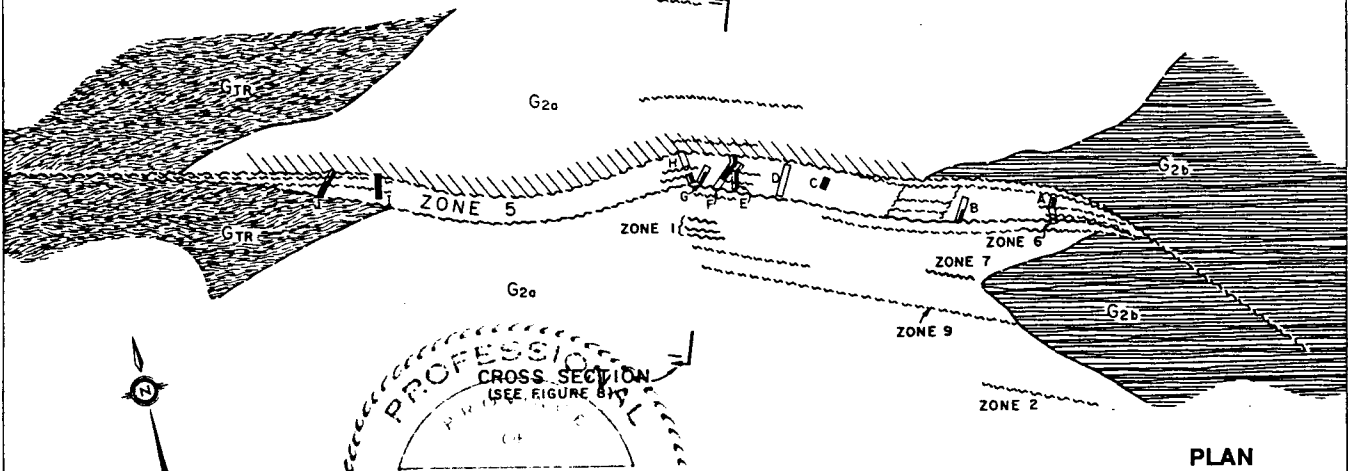 GTR
G2a
G2b
H
D
C
J
I
ZONE 5
G
F
E
B
A
ZONE 1
ZONE 6
GTR
ZONE 7
G2a
G2b
ZONE 9
N
PROFESSIONAL
CROSS SECTION
(SEE FIGURE 8)
ZONE 2
OF
PLAN